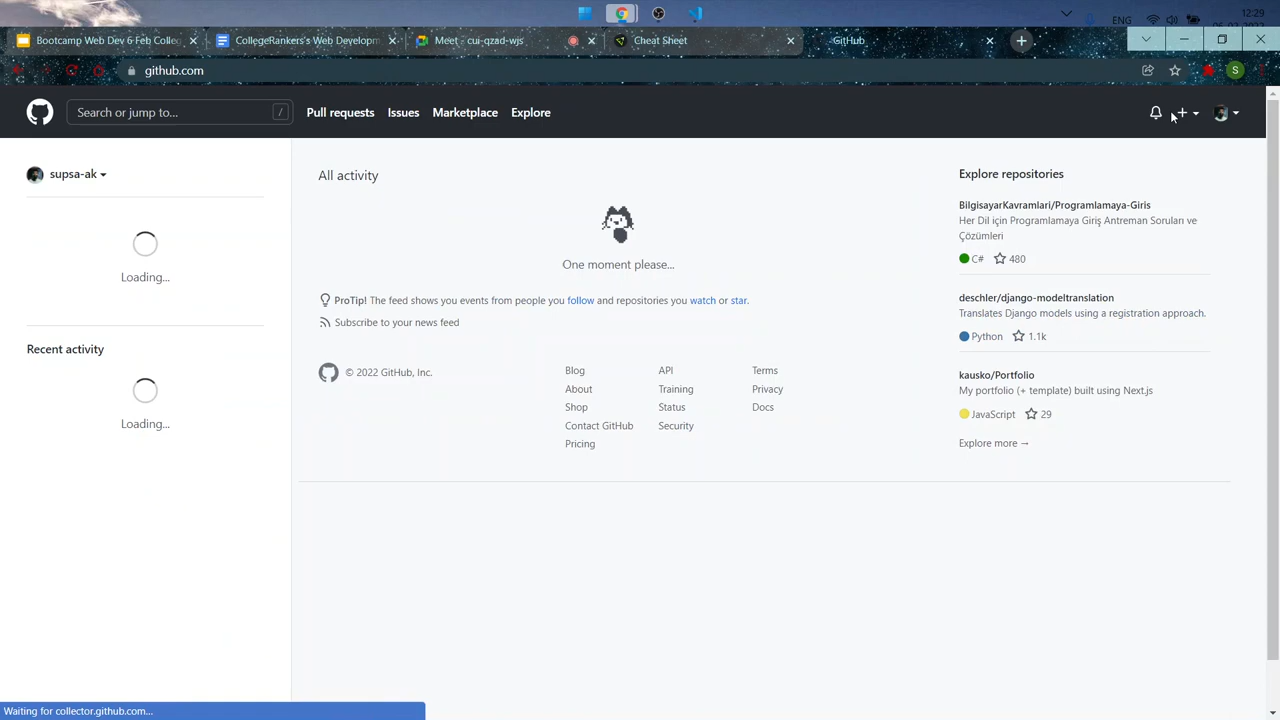 ENG
12:29
Bootcamp Web Dev 6-Feb Colleg
CollegeRankers's Web Developm
Meet - cui-qzad-wjs
Cheat Sheet
GitHub
github.com
S
Search or jump to...
/
Pull requests
Issues
Marketplace
Explore
supsa-ak
Loading...
Recent activity
Loading...
All activity
One moment please...
ProTip! The feed shows you events from people you follow and repositories you watch or star.
Subscribe to your news feed
© 2022 GitHub, Inc.
Blog
About
Shop
Contact GitHub
Pricing
API
Training
Status
Security
Terms
Privacy
Docs
Explore repositories
BilgisayarKavramlari/Programlamaya-Giris
Her Dil için Programlamaya Giriş Antreman Soruları ve
Çözümleri
C# 480
deschler/django-modeltranslation
Translates Django models using a registration approach.
Python 1.1k
kausko/Portfolio
My portfolio (+ template) built using Next.js
JavaScript 29
Explore more →
Waiting for collector.github.com...